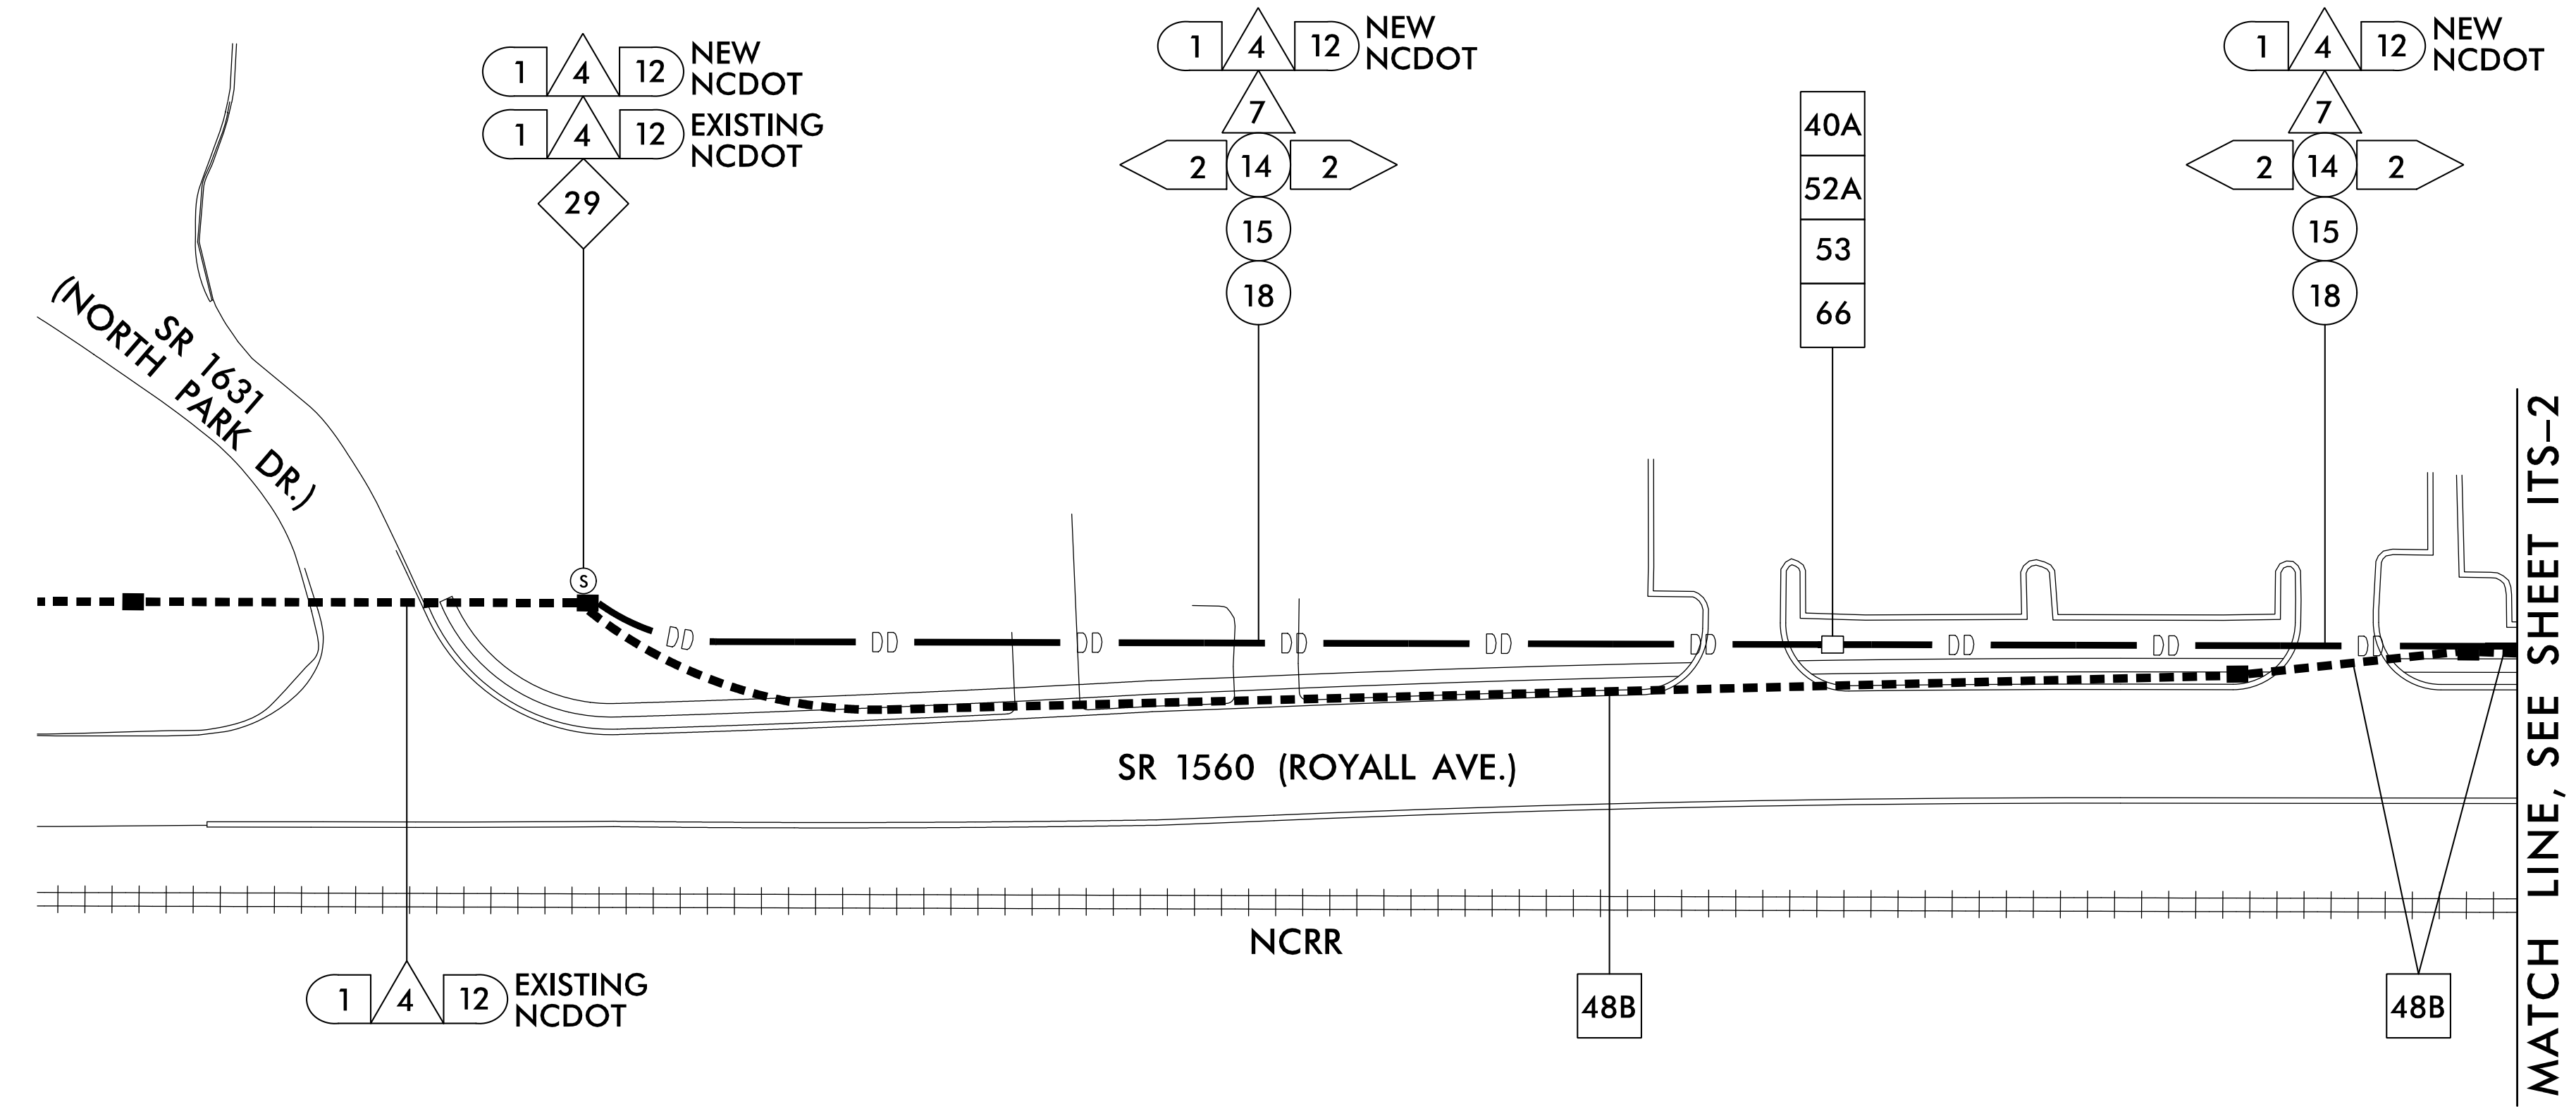 1 4 12 NEW
NCDOT
1 4 12 EXISTING
NCDOT
29
S
1 4 12 NEW
NCDOT
7
2 14 2
15
18
40A
52A
53
66
1 4 12 NEW
NCDOT
7
2 14 2
15
18
SR 1631
(NORTH PARK DR.)
DD DD DD DD DD DD DD DD DD
SR 1560 (ROYALL AVE.)
NCRR
1 4 12 EXISTING
NCDOT
48B
48B
MATCH LINE, SEE SHEET ITS-2